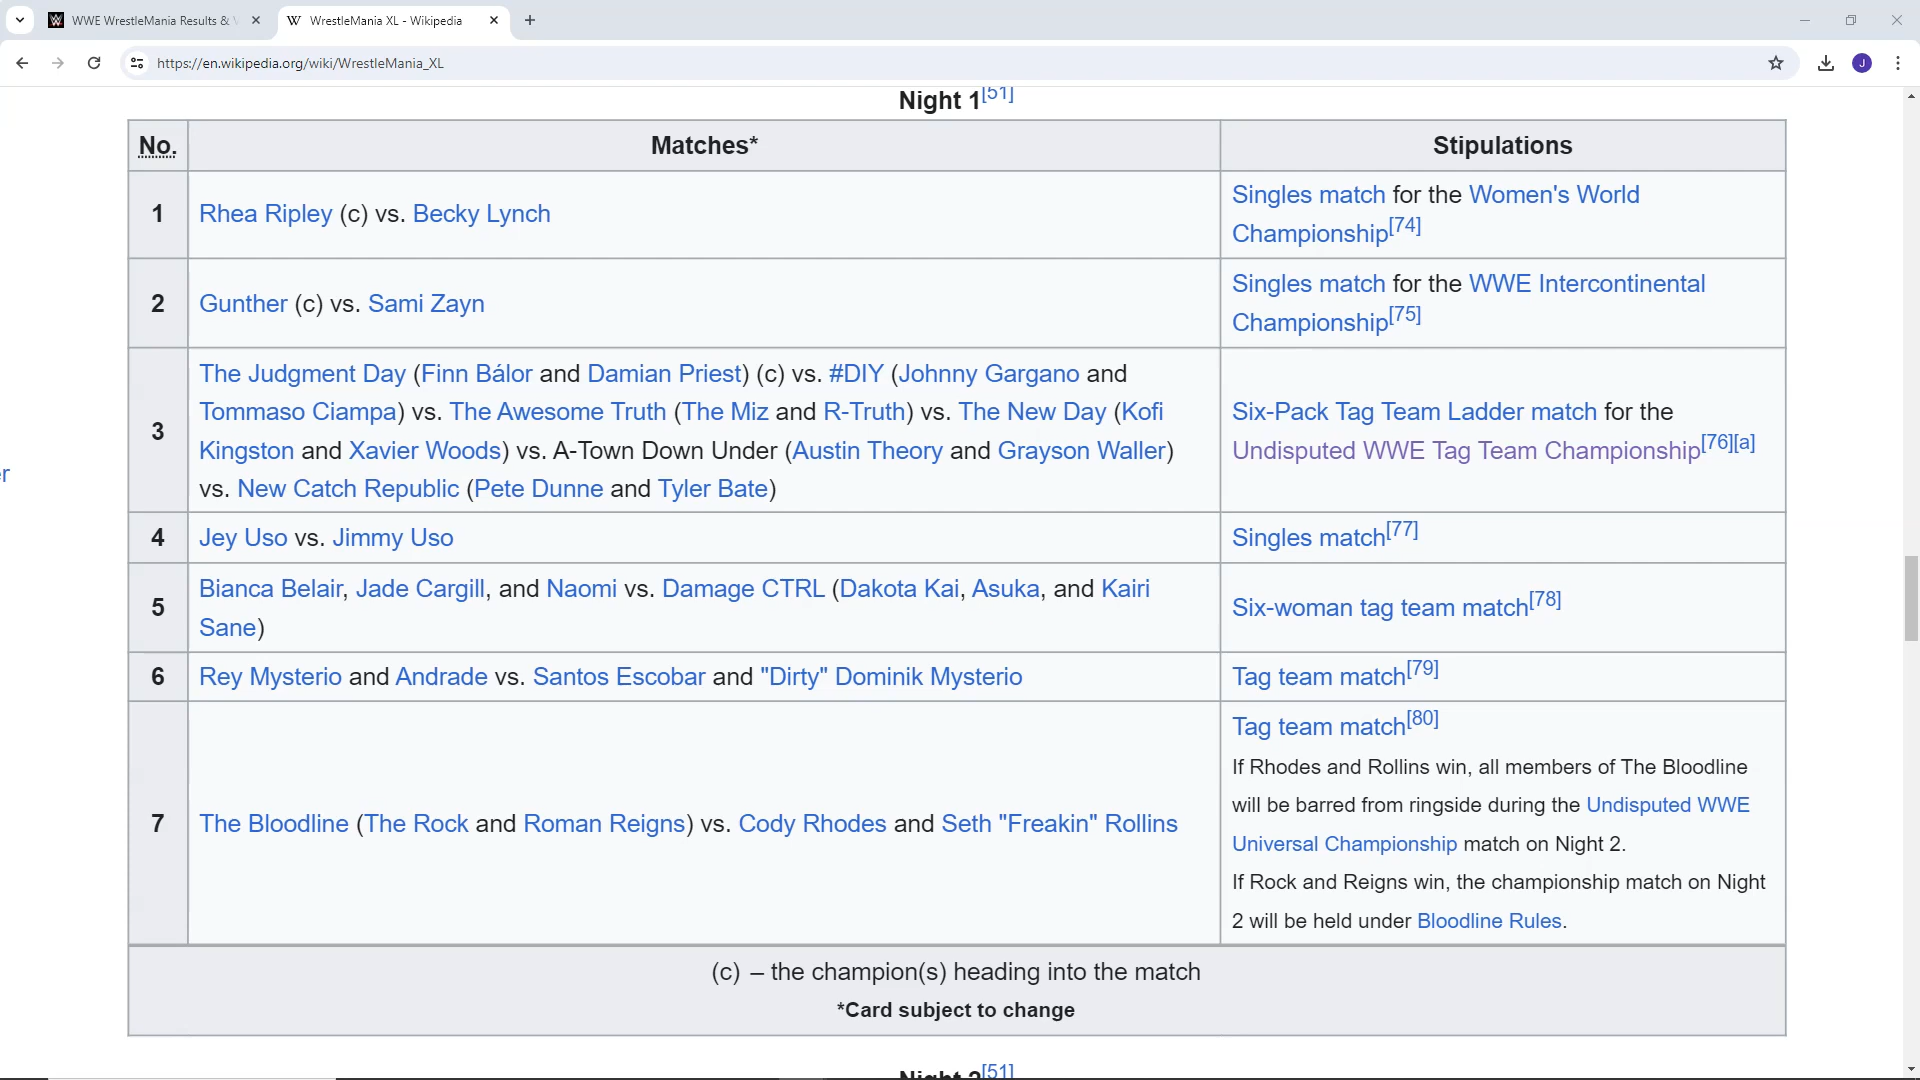 WWE WrestleMania Results &
WrestleMania XL - Wikipedia
https://en.wikipedia.org/wiki/WrestleMania_XL
J
Night 1[51]
No.
Matches*
Stipulations
1
Rhea Ripley (c) vs. Becky Lynch
Singles match for the Women's World
Championship[74]
2
Gunther (c) vs. Sami Zayn
Singles match for the WWE Intercontinental
Championship[75]
3
The Judgment Day (Finn Bálor and Damian Priest) (c) vs. #DIY (Johnny Gargano and
Tommaso Ciampa) vs. The Awesome Truth (The Miz and R-Truth) vs. The New Day (Kofi
Kingston and Xavier Woods) vs. A-Town Down Under (Austin Theory and Grayson Waller)
vs. New Catch Republic (Pete Dunne and Tyler Bate)
Six-Pack Tag Team Ladder match for the
Undisputed WWE Tag Team Championship[76][a]
4
Jey Uso vs. Jimmy Uso
Singles match[77]
5
Bianca Belair, Jade Cargill, and Naomi vs. Damage CTRL (Dakota Kai, Asuka, and Kairi
Sane)
Six-woman tag team match[78]
6
Rey Mysterio and Andrade vs. Santos Escobar and "Dirty" Dominik Mysterio
Tag team match[79]
7
The Bloodline (The Rock and Roman Reigns) vs. Cody Rhodes and Seth "Freakin" Rollins
Tag team match[80]
If Rhodes and Rollins win, all members of The Bloodline
will be barred from ringside during the Undisputed WWE
Universal Championship match on Night 2.
If Rock and Reigns win, the championship match on Night
2 will be held under Bloodline Rules.
(c) – the champion(s) heading into the match
*Card subject to change
Night 2[51]